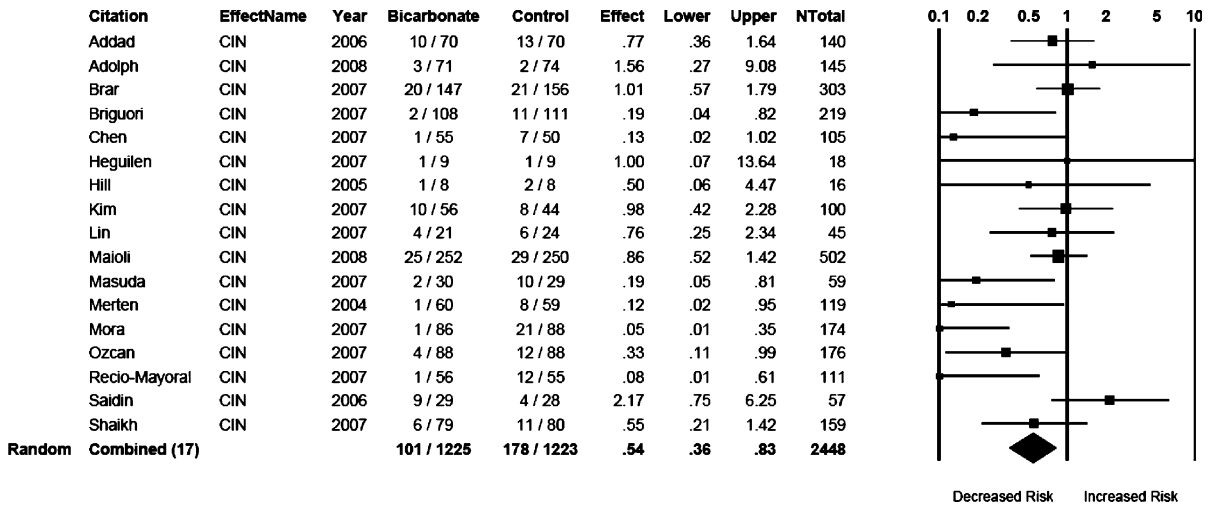 Citation EffectName Year Bicarbonate Control Effect Lower Upper NTotal 0.1 0.2 0.5 1 2 5 10
Addad CIN 2006 10 / 70 13 / 70 .77 .36 1.64 140
Adolph CIN 2008 3 / 71 2 / 74 1.56 .27 9.08 145
Brar CIN 2007 20 / 147 21 / 156 1.01 .57 1.79 303
Briguori CIN 2007 2 / 108 11 / 111 .19 .04 .82 219
Chen CIN 2007 1 / 55 7 / 50 .13 .02 1.02 105
Heguilen CIN 2007 1 / 9 1 / 9 1.00 .07 13.64 18
Hill CIN 2005 1 / 8 2 / 8 .50 .06 4.47 16
Kim CIN 2007 10 / 56 8 / 44 .98 .42 2.28 100
Lin CIN 2007 4 / 21 6 / 24 .76 .25 2.34 45
Maioli CIN 2008 25 / 252 29 / 250 .86 .52 1.42 502
Masuda CIN 2007 2 / 30 10 / 29 .19 .05 .81 59
Merten CIN 2004 1 / 60 8 / 59 .12 .02 .95 119
Mora CIN 2007 1 / 86 21 / 88 .05 .01 .35 174
Ozcan CIN 2007 4 / 88 12 / 88 .33 .11 .99 176
Recio-Mayoral CIN 2007 1 / 56 12 / 55 .08 .01 .61 111
Saidin CIN 2006 9 / 29 4 / 28 2.17 .75 6.25 57
Shaikh CIN 2007 6 / 79 11 / 80 .55 .21 1.42 159
Random Combined (17) 101 / 1225 178 / 1223 .54 .36 .83 2448
Decreased Risk Increased Risk